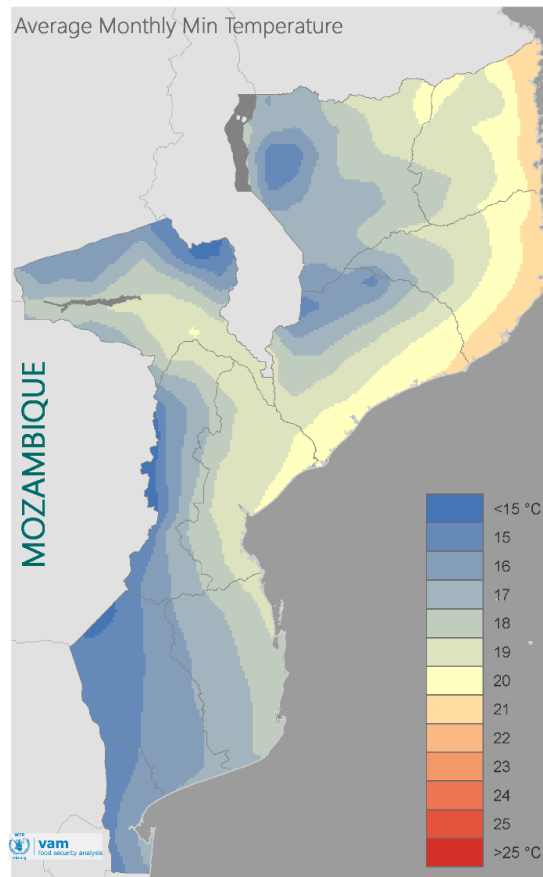 Average Monthly Min Temperature
MOZAMBIQUE
<15 °C
15
16
17
18
19
20
21
22
23
24
25
>25 °C
vam
food security analysis